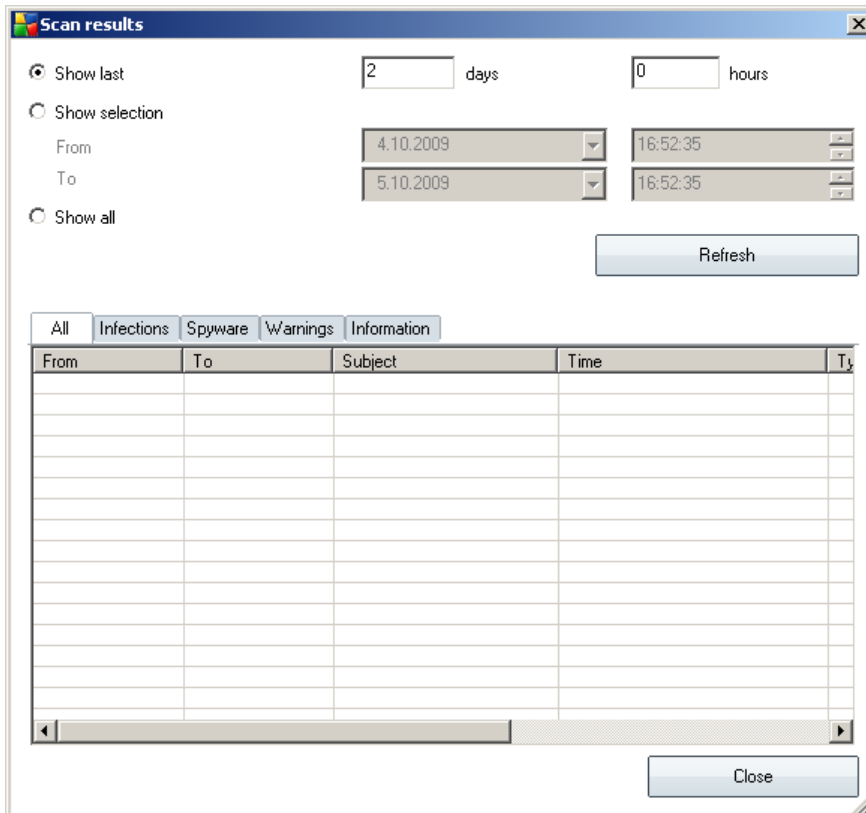 Scan results
Show last 2 days 0 hours
Show selection
From 4.10.2009 16:52:35
To 5.10.2009 16:52:35
Show all
Refresh
All Infections Spyware Warnings Information
From To Subject Time Ty
Close